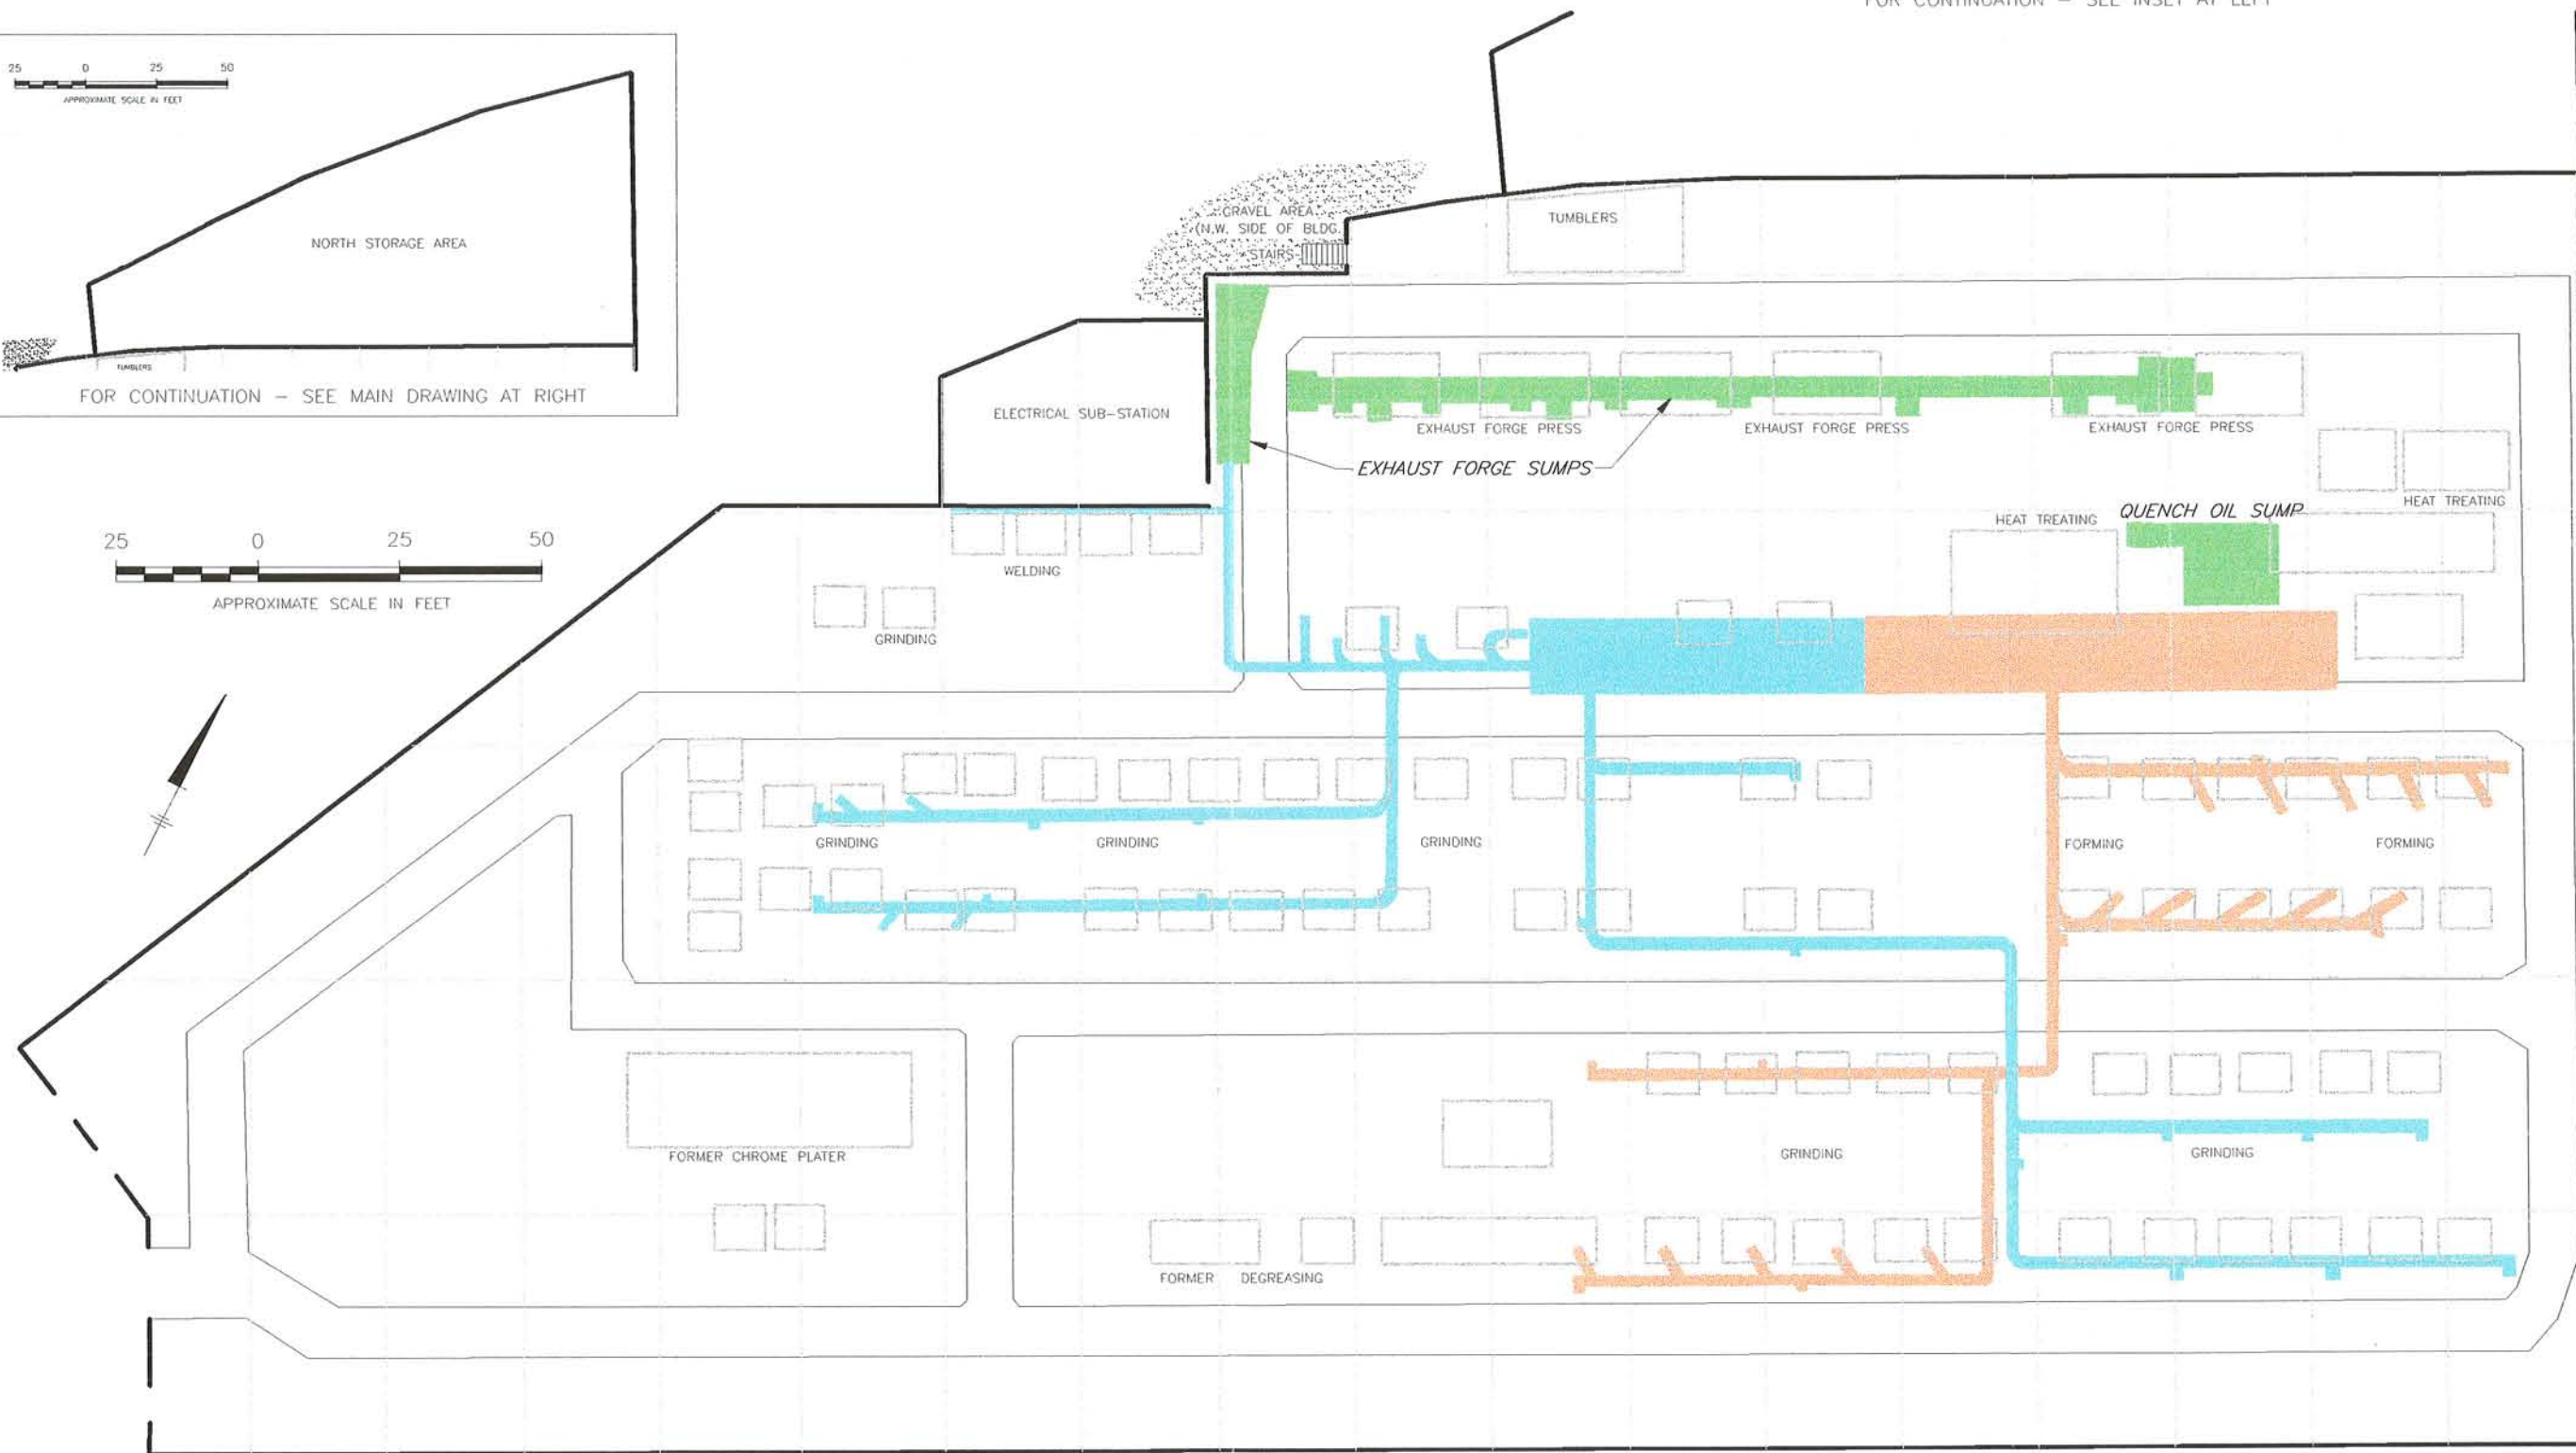 FOR CONTINUATION – SEE INSET AT LEFT
25 0 25 50
APPROXIMATE SCALE IN FEET
NORTH STORAGE AREA
TUMBLERS
FOR CONTINUATION – SEE MAIN DRAWING AT RIGHT
GRAVEL AREA
(N.W. SIDE OF BLDG.
STAIRS
TUMBLERS
ELECTRICAL SUB-STATION
EXHAUST FORGE PRESS
EXHAUST FORGE PRESS
EXHAUST FORGE PRESS
EXHAUST FORGE SUMPS
HEAT TREATING
QUENCH OIL SUMP
HEAT TREATING
25 0 25 50
APPROXIMATE SCALE IN FEET
WELDING
GRINDING
GRINDING
GRINDING
GRINDING
FORMING
FORMING
FORMER CHROME PLATER
GRINDING
GRINDING
FORMER DEGREASING